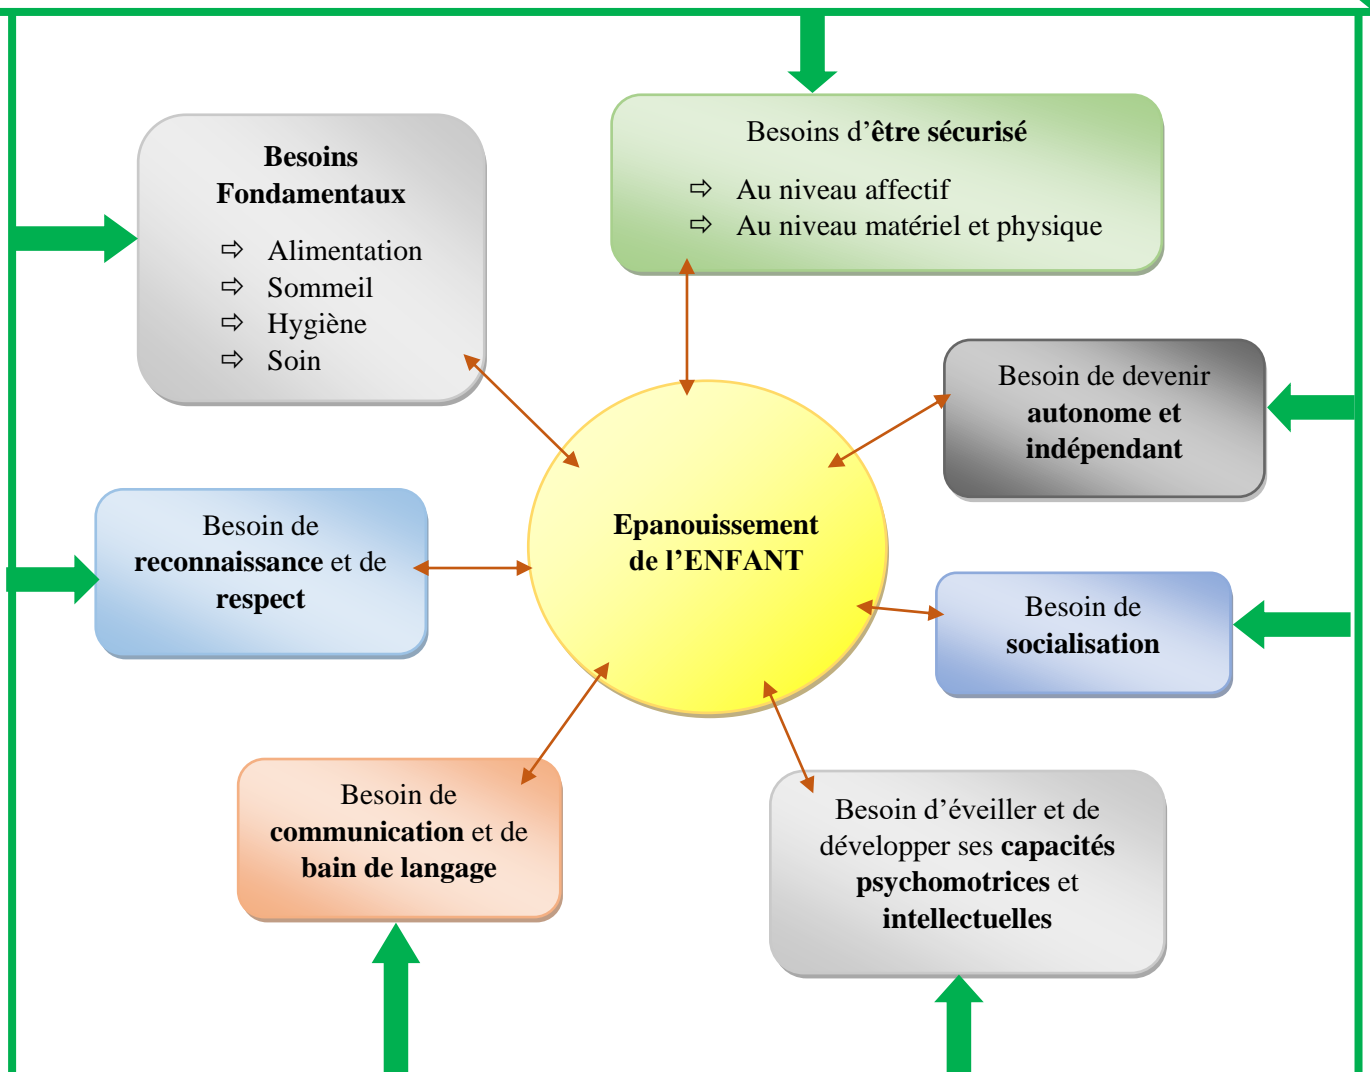 Besoins
Fondamentaux
⇨ Alimentation
⇨ Sommeil
⇨ Hygiène
⇨ Soin
Besoins d’être sécurisé
⇨ Au niveau affectif
⇨ Au niveau matériel et physique
Besoin de devenir
autonome et
indépendant
Besoin de
reconnaissance et de
respect
Epanouissement
de l’ENFANT
Besoin de
socialisation
Besoin de
communication et de
bain de langage
Besoin d’éveiller et de
développer ses capacités
psychomotrices et
intellectuelles